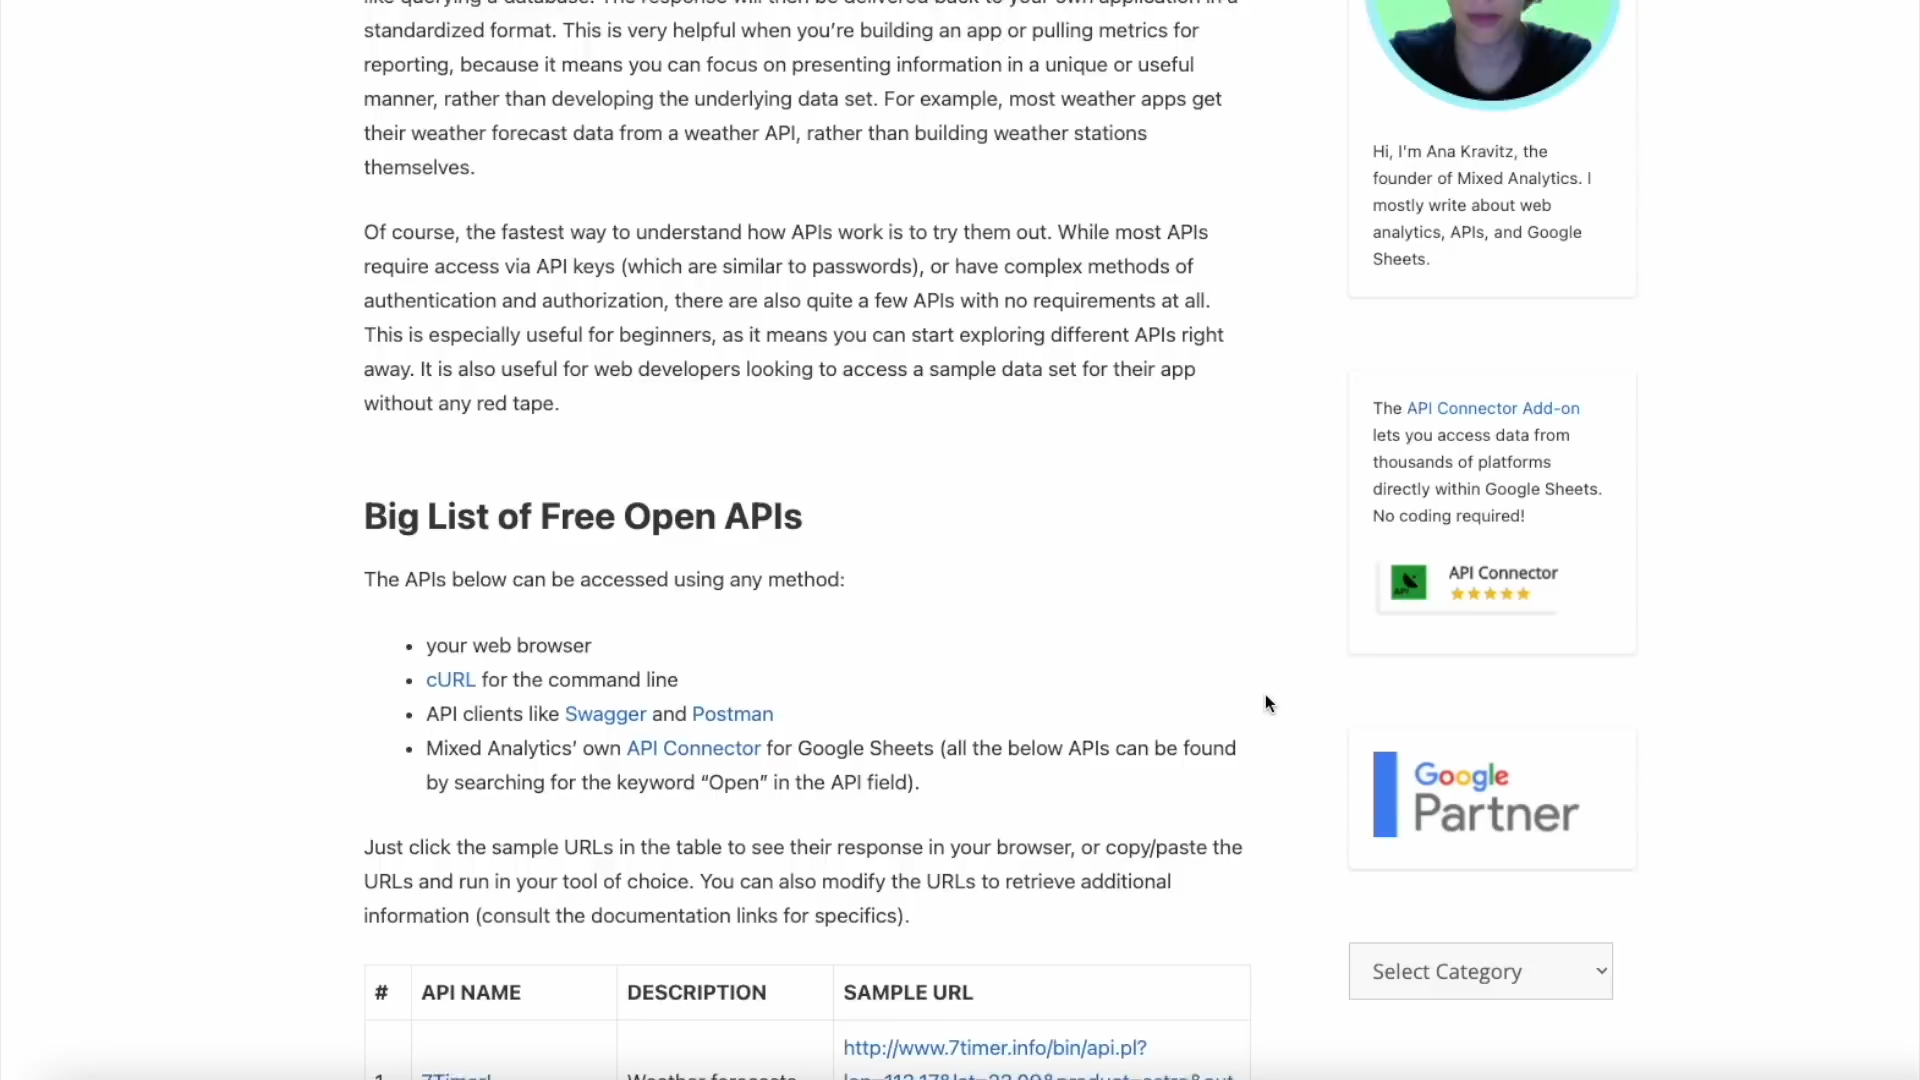 standardized format. This is very helpful when you’re building an app or pulling metrics for
reporting, because it means you can focus on presenting information in a unique or useful
manner, rather than developing the underlying data set. For example, most weather apps get
their weather forecast data from a weather API, rather than building weather stations
themselves.
Of course, the fastest way to understand how APIs work is to try them out. While most APIs
require access via API keys (which are similar to passwords), or have complex methods of
authentication and authorization, there are also quite a few APIs with no requirements at all.
This is especially useful for beginners, as it means you can start exploring different APIs right
away. It is also useful for web developers looking to access a sample data set for their app
without any red tape.
Big List of Free Open APIs
The APIs below can be accessed using any method:
• your web browser
• cURL for the command line
• API clients like Swagger and Postman
• Mixed Analytics’ own API Connector for Google Sheets (all the below APIs can be found
by searching for the keyword “Open” in the API field).
Just click the sample URLs in the table to see their response in your browser, or copy/paste the
URLs and run in your tool of choice. You can also modify the URLs to retrieve additional
information (consult the documentation links for specifics).
# API NAME DESCRIPTION SAMPLE URL
http://www.7timer.info/bin/api.pl?
Hi, I'm Ana Kravitz, the
founder of Mixed Analytics. I
mostly write about web
analytics, APIs, and Google
Sheets.
The API Connector Add-on
lets you access data from
thousands of platforms
directly within Google Sheets.
No coding required!
API
API Connector
Google
Partner
Select Category